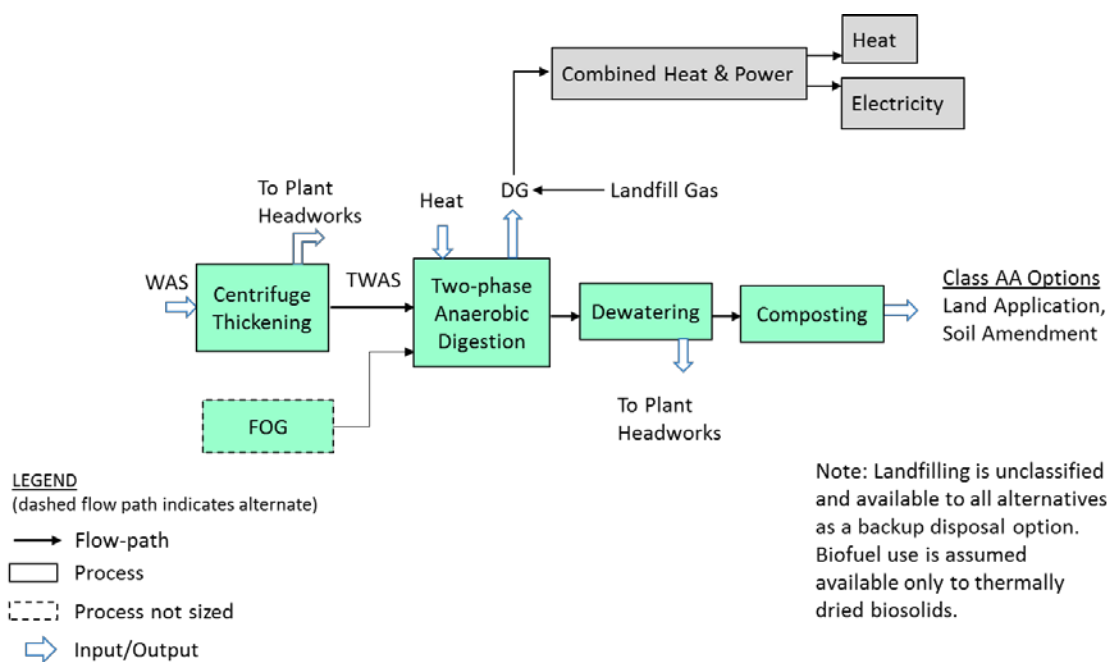 Heat
Combined Heat & Power
Electricity
To Plant
Headworks
Heat
DG
Landfill Gas
WAS
Centrifuge
Thickening
TWAS
Two-phase
Anaerobic
Digestion
Dewatering
Composting
Class AA Options
Land Application,
Soil Amendment
FOG
To Plant
Headworks
LEGEND
(dashed flow path indicates alternate)
Flow-path
Process
Process not sized
Input/Output
Note: Landfilling is unclassified
and available to all alternatives
as a backup disposal option.
Biofuel use is assumed
available only to thermally
dried biosolids.